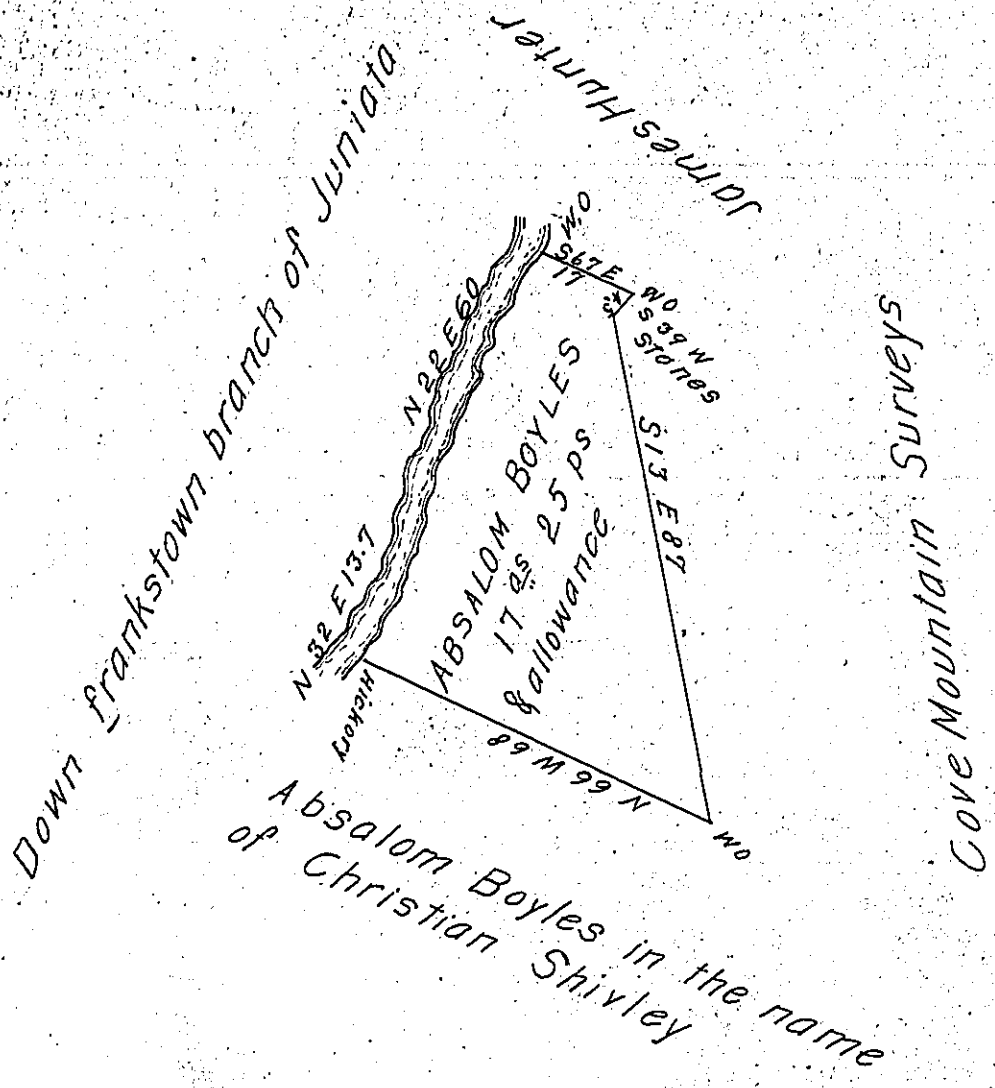 James Hunter
Down frankstown branch of Juniata
W.O
S 67 E
17
WO
S 39 W
Stones
N 22 E 60
N 32 E 13.7
S 13 E 87
ABSALOM BOYLES
17 as 25 ps
& allowance
Hickory
N 66 W 68
WO
Cove Mountain Surveys
Absalom Boyles in the name
of Christian Shivley